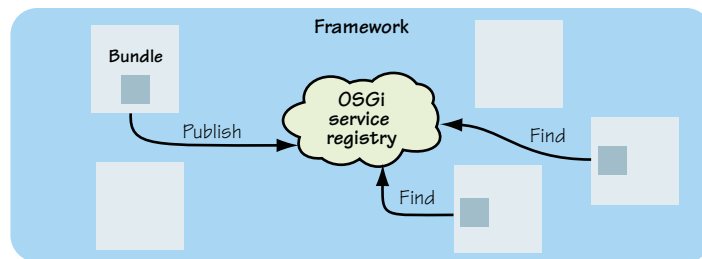 Framework
Bundle
OSGi
service
registry
Publish
Find
Find